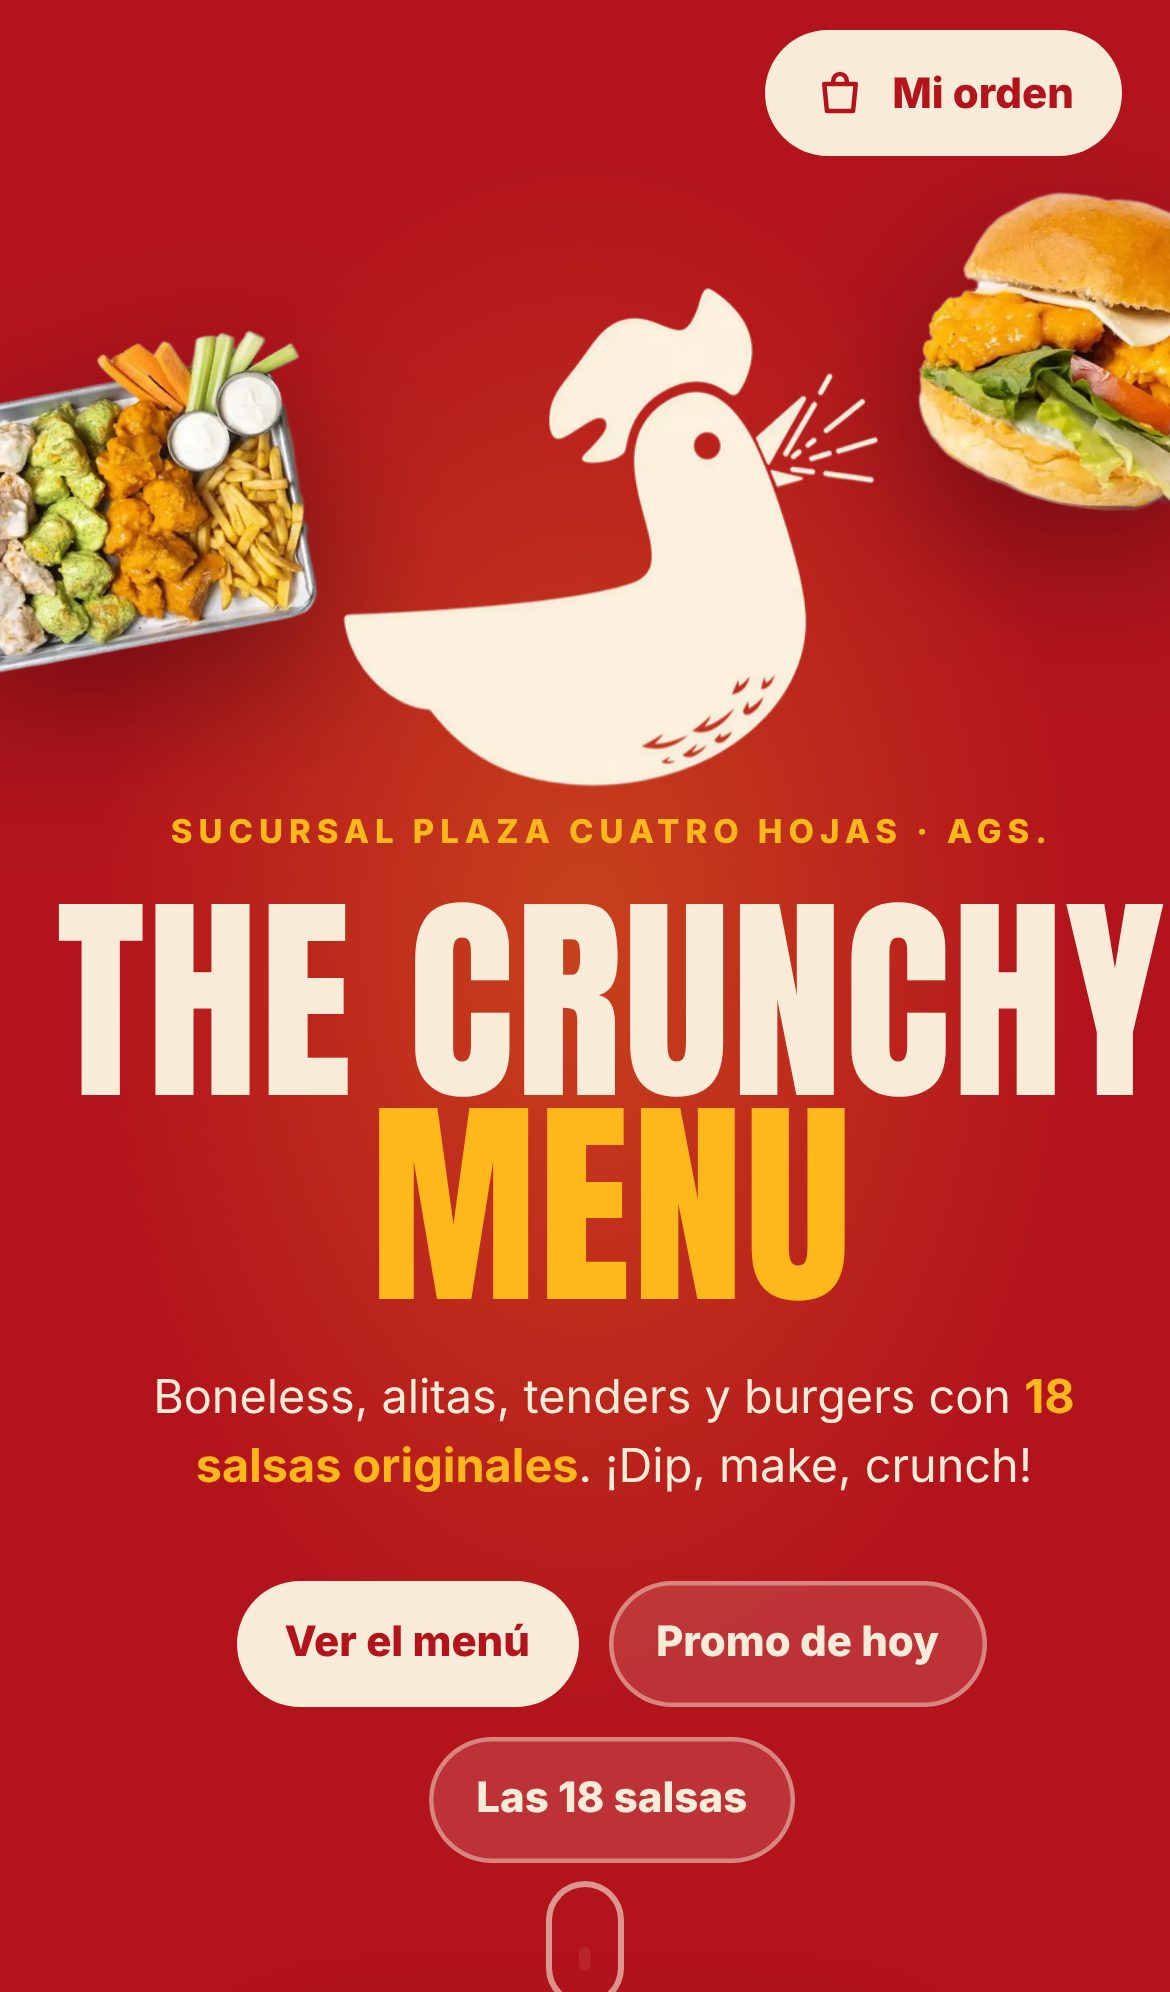 Mi orden
SUCURSAL PLAZA CUATRO HOJAS · AGS.
THE CRUNCHY
MENU
Boneless, alitas, tenders y burgers con 18
salsas originales. ¡Dip, make, crunch!
Ver el menú
Promo de hoy
Las 18 salsas